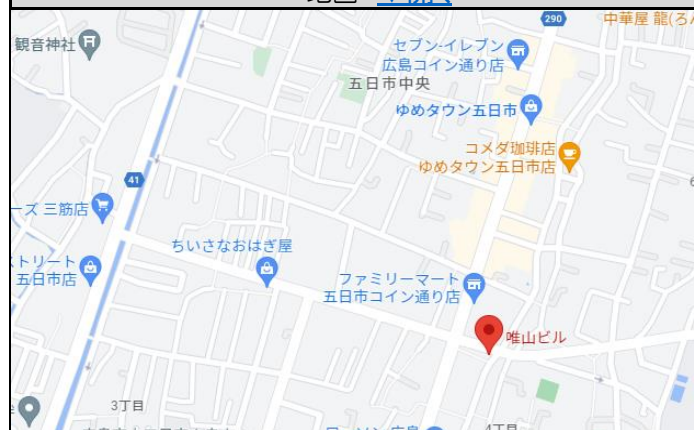 290
中華屋 龍(ろん
観音神社
セブン-イレブン
広島コイン通り店
五日市中央
ゆめタウン五日市
コメダ珈琲店
ゆめタウン五日市店
41
ーズ 三筋店
ちいさなおはぎ屋
ストリート
五日市店
ファミリーマート
五日市コイン通り店
唯山ビル
3丁目
4丁目